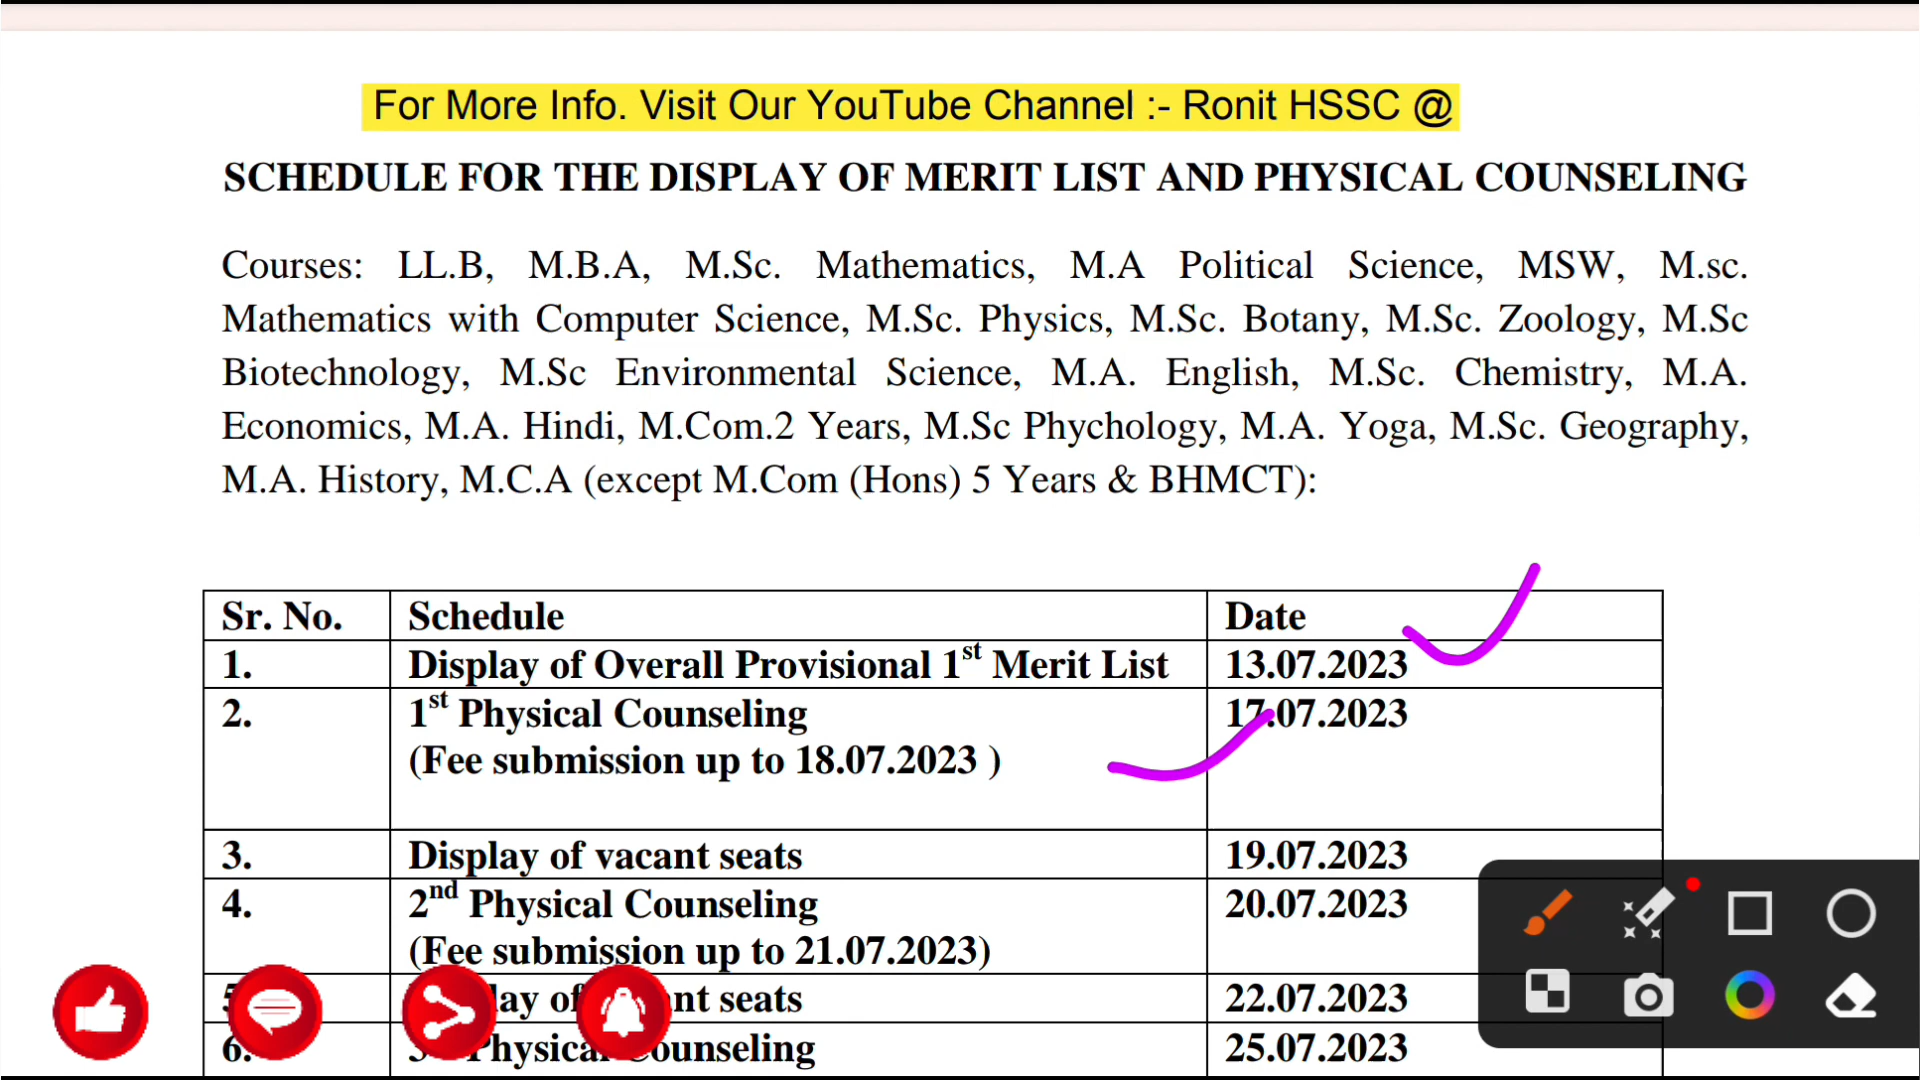 For More Info. Visit Our YouTube Channel :- Ronit HSSC @
SCHEDULE FOR THE DISPLAY OF MERIT LIST AND PHYSICAL COUNSELING
Courses: LL.B, M.B.A, M.Sc. Mathematics, M.A Political Science, MSW, M.sc.
Mathematics with Computer Science, M.Sc. Physics, M.Sc. Botany, M.Sc. Zoology, M.Sc
Biotechnology, M.Sc Environmental Science, M.A. English, M.Sc. Chemistry, M.A.
Economics, M.A. Hindi, M.Com.2 Years, M.Sc Phychology, M.A. Yoga, M.Sc. Geography,
M.A. History, M.C.A (except M.Com (Hons) 5 Years & BHMCT):
Sr. No. Schedule Date
1. Display of Overall Provisional 1st Merit List 13.07.2023
2. 1st Physical Counseling 17.07.2023
(Fee submission up to 18.07.2023 )
3. Display of vacant seats 19.07.2023
4. 2nd Physical Counseling 20.07.2023
(Fee submission up to 21.07.2023)
seats 22.07.2023
6. Physical Counseling 25.07.2023